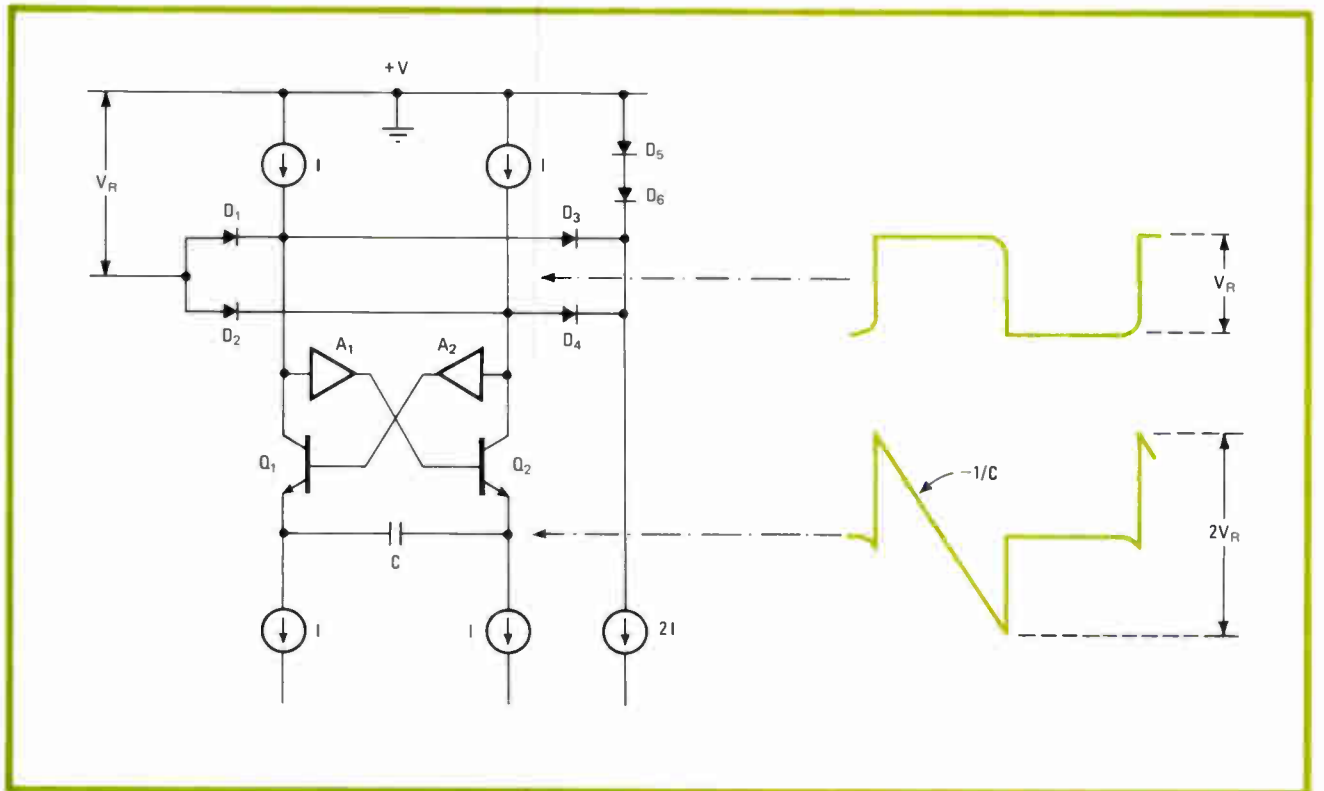 +V
V_R
I
I
D₅
D₆
D₁
D₃
D₂
D₄
A₁
A₂
Q₁
Q₂
C
I
I
2I
V_R
−1/C
2V_R